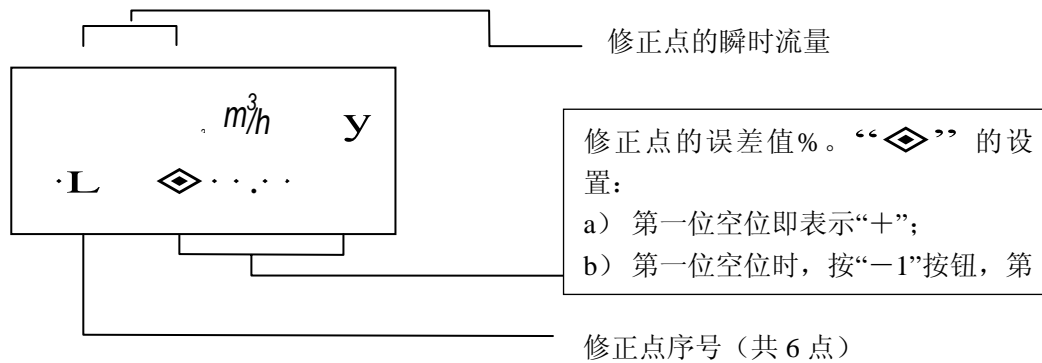 修正点的瞬时流量
m³/h y
·L ◈··.··
修正点的误差值%。“◈”的设
置：
a） 第一位空位即表示“＋”；
b） 第一位空位时，按“－1”按钮，第
修正点序号（共 6 点）